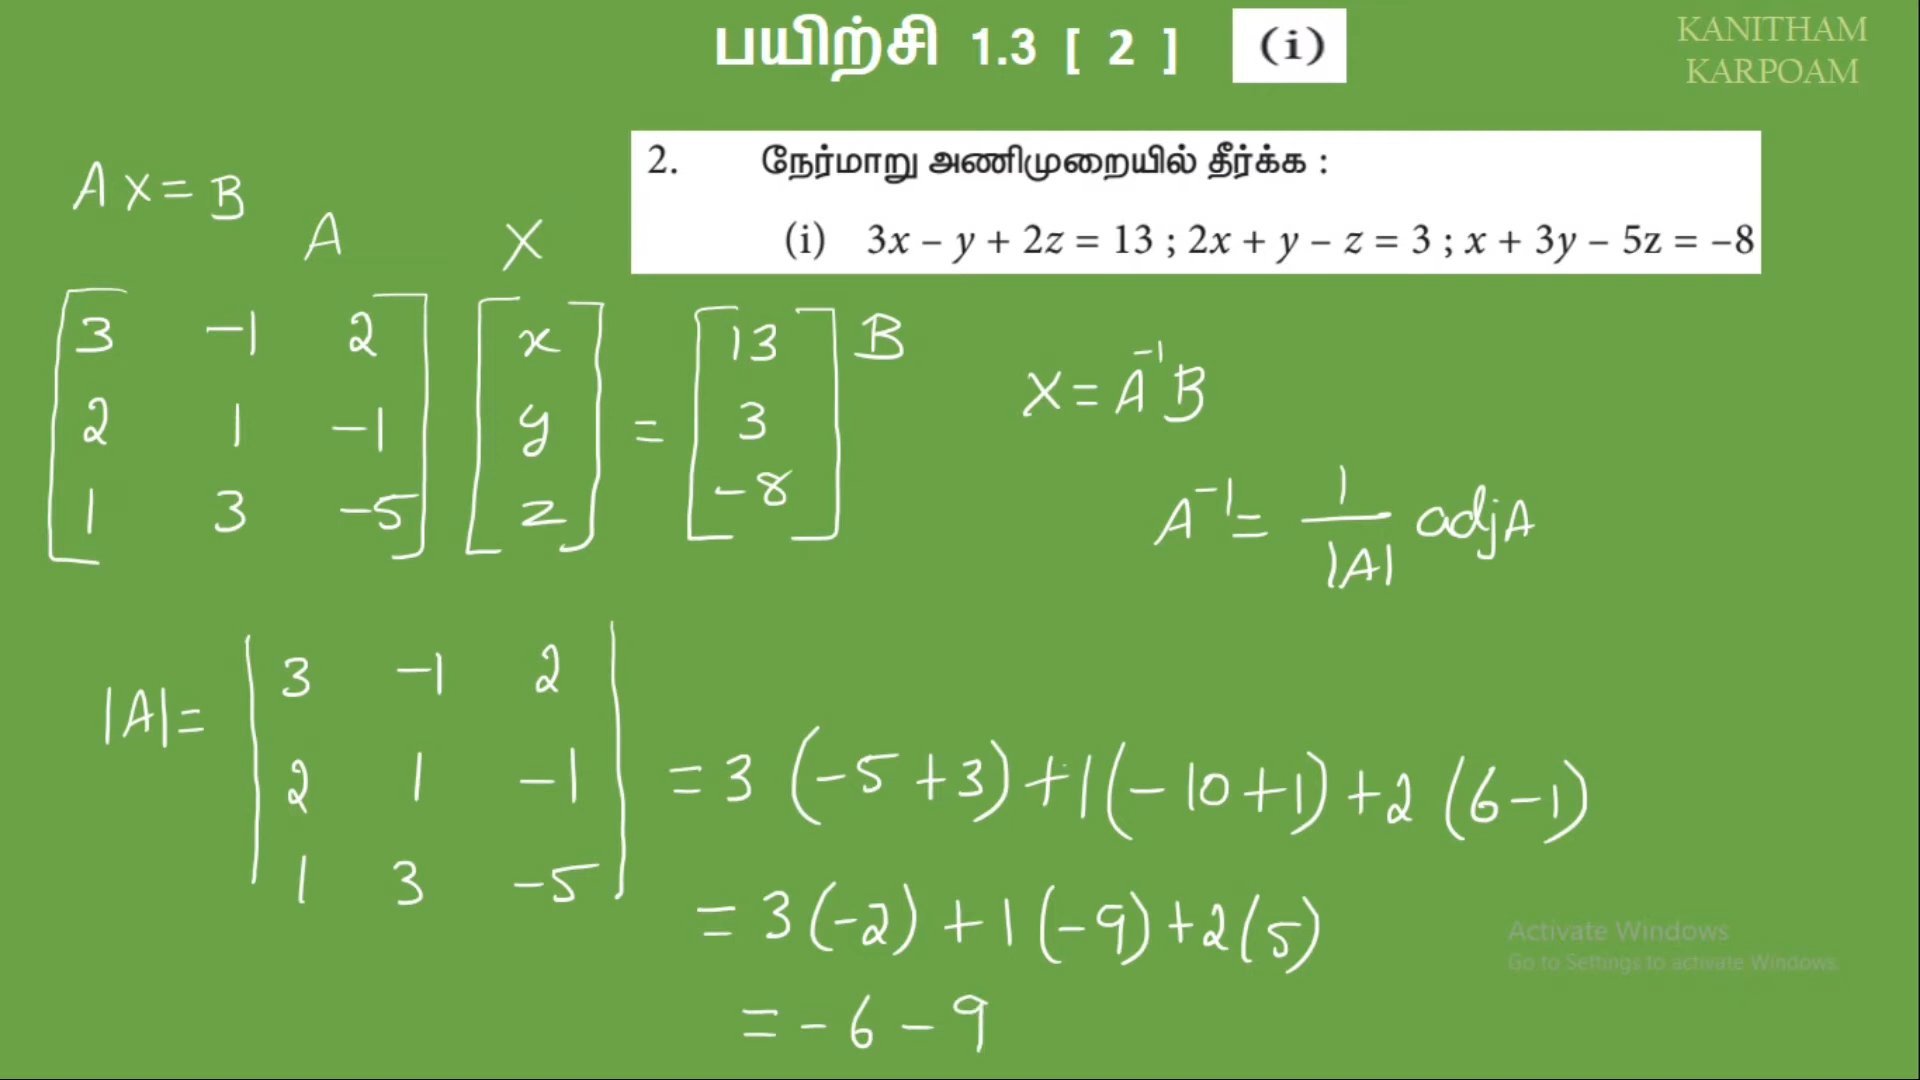 பயிற்சி 1.3 [ 2 ] (i)
KANITHAM
KARPOAM
2. நேர்மாறு அணிமுறையில் தீர்க்க :
(i) 3x – y + 2z = 13 ; 2x + y – z = 3 ; x + 3y – 5z = –8
A X = B
A X
3 -1 2 x 13 B
2 1 -1 y = 3
1 3 -5 z -8
X = A⁻¹B
A⁻¹ = 1/|A| adjA
|A| =
3 -1 2
2 1 -1
1 3 -5
= 3 (-5+3) +1(-10+1) +2 (6-1)
= 3(-2) +1(-9) +2(5)
= -6 -9
Activate Windows
Go to Settings to activate Windows.